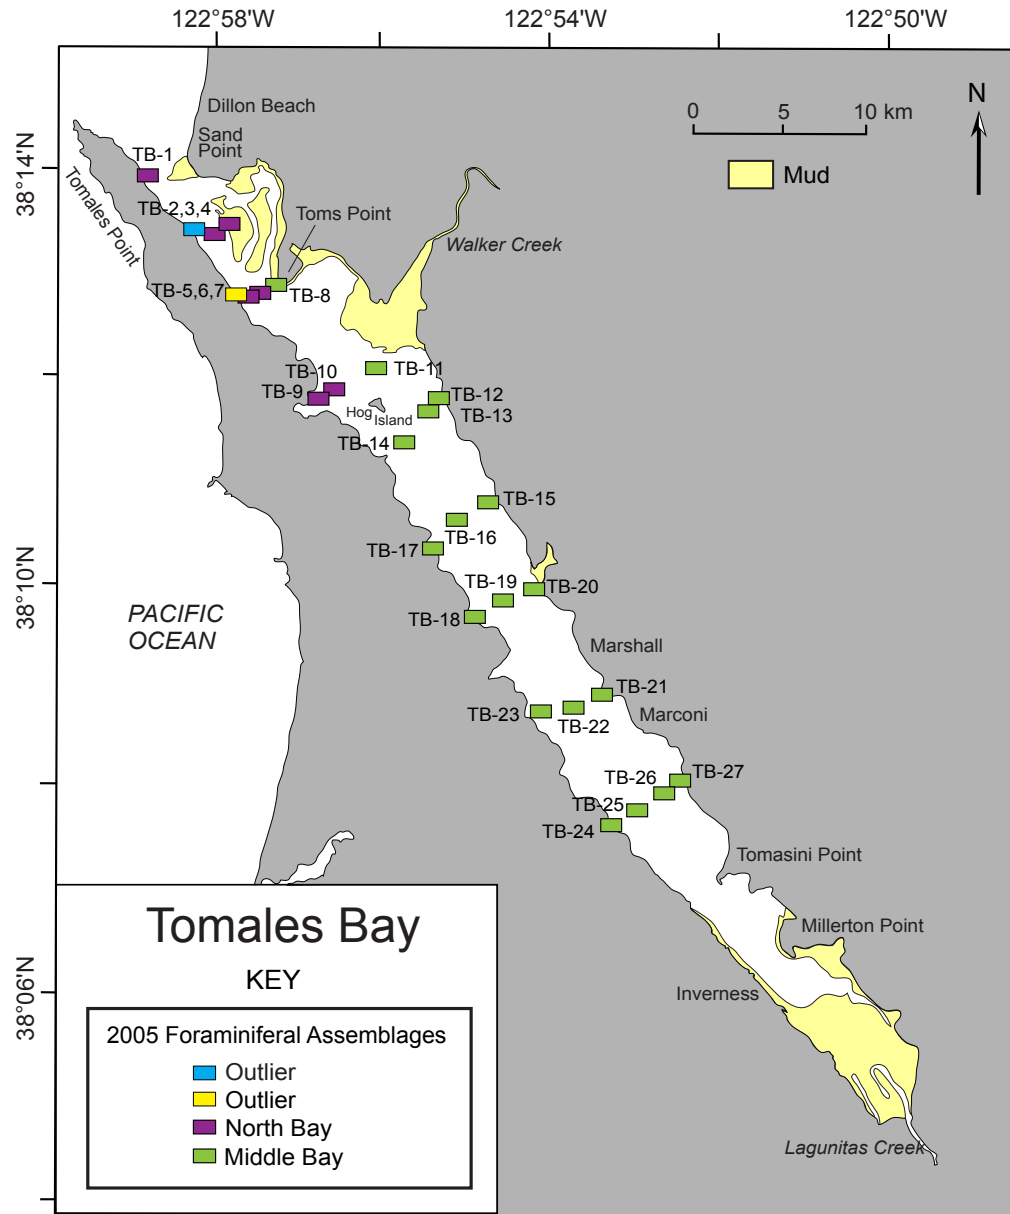 122°58'W
122°54'W
122°50'W
Dillon Beach
0 5 10 km
N
Sand
Point
38°14'N
TB-1
Mud
Tomales Point
TB-2,3,4
Toms Point
Walker Creek
TB-5,6,7
TB-8
TB-11
TB-10
TB-9
TB-12
Hog
Island
TB-13
TB-14
TB-15
TB-16
TB-17
38°10'N
TB-19
TB-20
PACIFIC
OCEAN
TB-18
Marshall
TB-21
TB-23
TB-22
Marconi
TB-26
TB-27
TB-25
TB-24
Tomasini Point
Tomales Bay
Millerton Point
KEY
Inverness
38°06'N
2005 Foraminiferal Assemblages
Outlier
Outlier
North Bay
Middle Bay
Lagunitas Creek